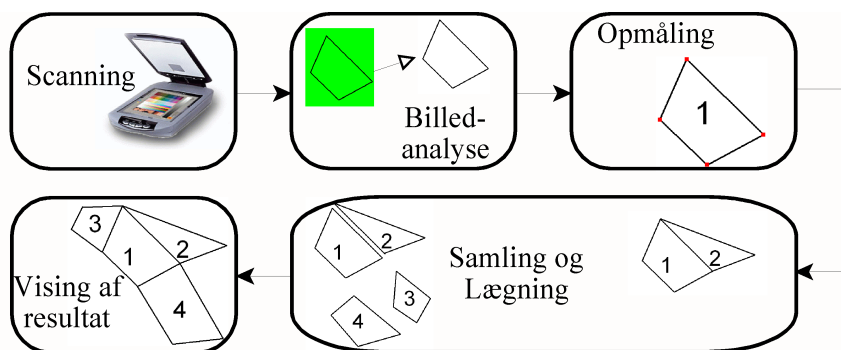 Scanning
Billed-
analyse
Opmåling
1
3
1
2
4
Vising af
resultat
1
2
3
4
Samling og
Lægning
1
2